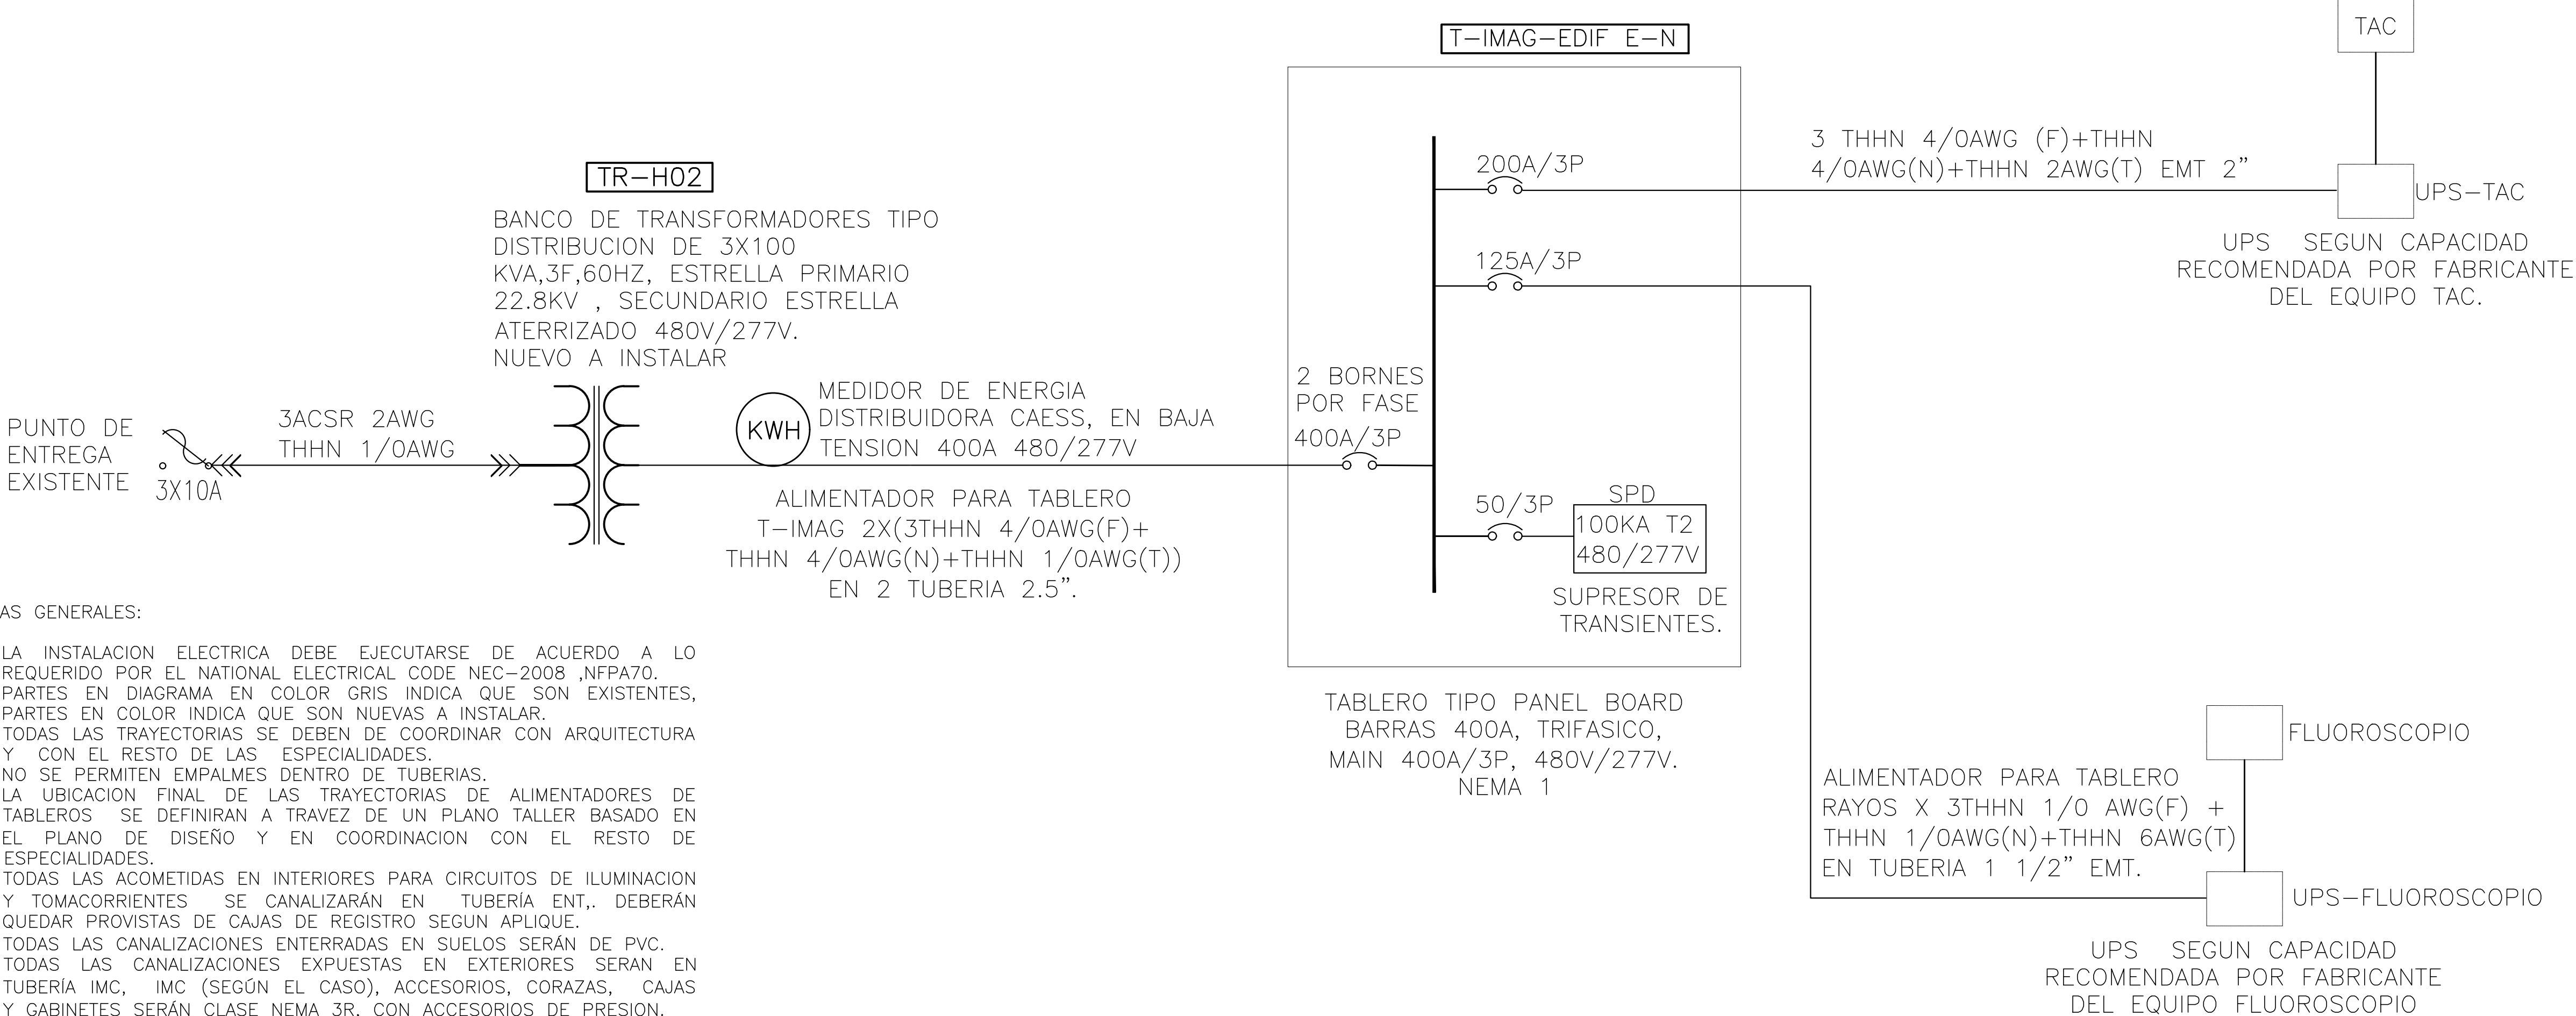 T-IMAG-EDIF E-N
TAC
TR-H02
BANCO DE TRANSFORMADORES TIPO
DISTRIBUCION DE 3X100
KVA,3F,60HZ, ESTRELLA PRIMARIO
22.8KV , SECUNDARIO ESTRELLA
ATERRIZADO 480V/277V.
NUEVO A INSTALAR
200A/3P
3 THHN 4/0AWG (F)+THHN
4/0AWG(N)+THHN 2AWG(T) EMT 2”
UPS-TAC
UPS SEGUN CAPACIDAD
RECOMENDADA POR FABRICANTE
DEL EQUIPO TAC.
125A/3P
PUNTO DE
ENTREGA
EXISTENTE
3X10A
3ACSR 2AWG
THHN 1/0AWG
KWH
MEDIDOR DE ENERGIA
DISTRIBUIDORA CAESS, EN BAJA
TENSION 400A 480/277V
ALIMENTADOR PARA TABLERO
T-IMAG 2X(3THHN 4/0AWG(F)+
THHN 4/0AWG(N)+THHN 1/0AWG(T))
EN 2 TUBERIA 2.5”.
2 BORNES
POR FASE
400A/3P
50/3P
SPD
100KA T2
480/277V
SUPRESOR DE
TRANSIENTES.
TABLERO TIPO PANEL BOARD
BARRAS 400A, TRIFASICO,
MAIN 400A/3P, 480V/277V.
NEMA 1
FLUOROSCOPIO
ALIMENTADOR PARA TABLERO
RAYOS X 3THHN 1/0 AWG(F) +
THHN 1/0AWG(N)+THHN 6AWG(T)
EN TUBERIA 1 1/2” EMT.
UPS-FLUOROSCOPIO
UPS SEGUN CAPACIDAD
RECOMENDADA POR FABRICANTE
DEL EQUIPO FLUOROSCOPIO
AS GENERALES:
LA INSTALACION ELECTRICA DEBE EJECUTARSE DE ACUERDO A LO
REQUERIDO POR EL NATIONAL ELECTRICAL CODE NEC-2008 ,NFPA70.
PARTES EN DIAGRAMA EN COLOR GRIS INDICA QUE SON EXISTENTES,
PARTES EN COLOR INDICA QUE SON NUEVAS A INSTALAR.
TODAS LAS TRAYECTORIAS SE DEBEN DE COORDINAR CON ARQUITECTURA
Y CON EL RESTO DE LAS ESPECIALIDADES.
NO SE PERMITEN EMPALMES DENTRO DE TUBERIAS.
LA UBICACION FINAL DE LAS TRAYECTORIAS DE ALIMENTADORES DE
TABLEROS SE DEFINIRAN A TRAVEZ DE UN PLANO TALLER BASADO EN
EL PLANO DE DISEÑO Y EN COORDINACION CON EL RESTO DE
ESPECIALIDADES.
TODAS LAS ACOMETIDAS EN INTERIORES PARA CIRCUITOS DE ILUMINACION
Y TOMACORRIENTES SE CANALIZARÁN EN TUBERÍA ENT,. DEBERÁN
QUEDAR PROVISTAS DE CAJAS DE REGISTRO SEGUN APLIQUE.
TODAS LAS CANALIZACIONES ENTERRADAS EN SUELOS SERÁN DE PVC.
TODAS LAS CANALIZACIONES EXPUESTAS EN EXTERIORES SERAN EN
TUBERÍA IMC, IMC (SEGÚN EL CASO), ACCESORIOS, CORAZAS, CAJAS
Y GABINETES SERÁN CLASE NEMA 3R, CON ACCESORIOS DE PRESION.